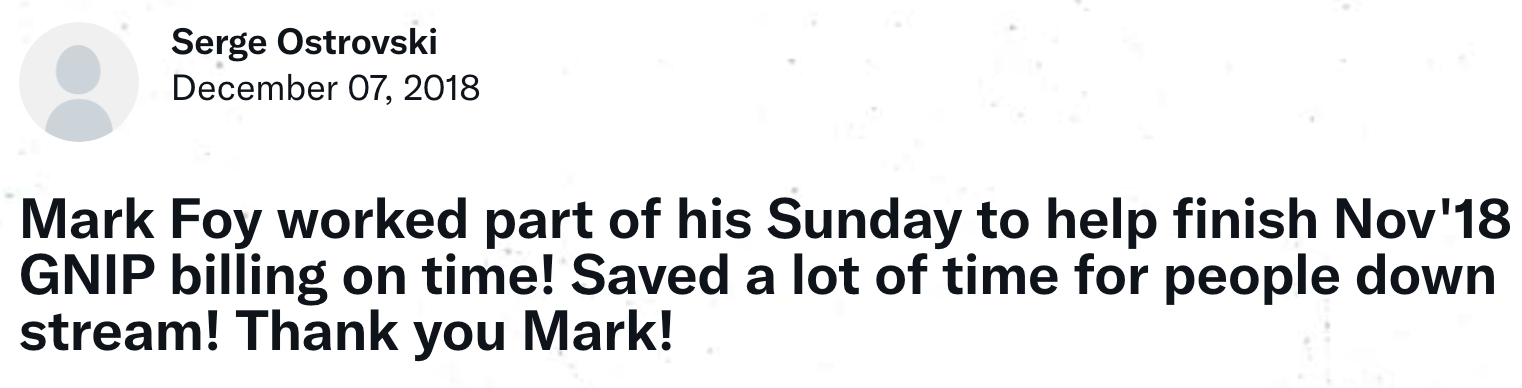 Serge Ostrovski
December 07, 2018
Mark Foy worked part of his Sunday to help finish Nov'18
GNIP billing on time! Saved a lot of time for people down
stream! Thank you Mark!